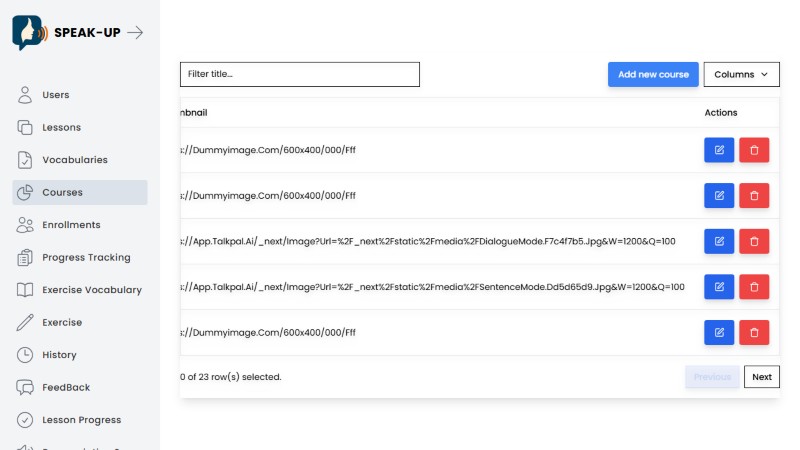 SPEAK-UP
Users
Lessons
Vocabularies
Courses
Enrollments
Progress Tracking
Exercise Vocabulary
Exercise
History
FeedBack
Lesson Progress
Filter title...
Add new course
Columns
mbnail Actions
s://Dummyimage.Com/600x400/000/Fff
s://Dummyimage.Com/600x400/000/Fff
s://App.Talkpal.Ai/_next/Image?Url=%2F_next%2Fstatic%2Fmedia%2FDialogueMode.F7c4f7b5.Jpg&W=1200&Q=100
s://App.Talkpal.Ai/_next/Image?Url=%2F_next%2Fstatic%2Fmedia%2FSentenceMode.Dd5d65d9.Jpg&W=1200&Q=100
s://Dummyimage.Com/600x400/000/Fff
0 of 23 row(s) selected.
Previous
Next